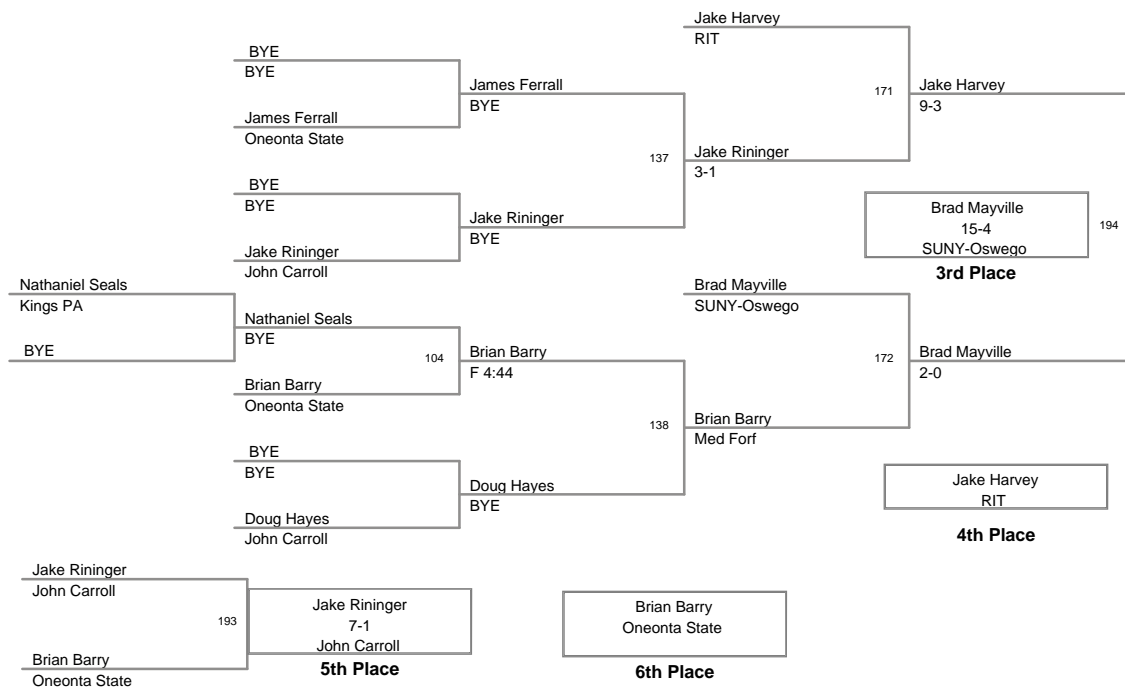 Jake Harvey
RIT
BYE
BYE
James Ferrall
BYE
171
Jake Harvey
9-3
James Ferrall
Oneonta State
137
Jake Rininger
3-1
BYE
BYE
Jake Rininger
BYE
Brad Mayville
15-4
SUNY-Oswego
194
3rd Place
Jake Rininger
John Carroll
Nathaniel Seals
Kings PA
Brad Mayville
SUNY-Oswego
Nathaniel Seals
BYE
BYE
104
Brian Barry
F 4:44
172
Brad Mayville
2-0
Brian Barry
Oneonta State
138
Brian Barry
Med Forf
BYE
BYE
Doug Hayes
BYE
Jake Harvey
RIT
4th Place
Doug Hayes
John Carroll
Jake Rininger
John Carroll
193
Jake Rininger
7-1
John Carroll
5th Place
Brian Barry
Oneonta State
6th Place
Brian Barry
Oneonta State